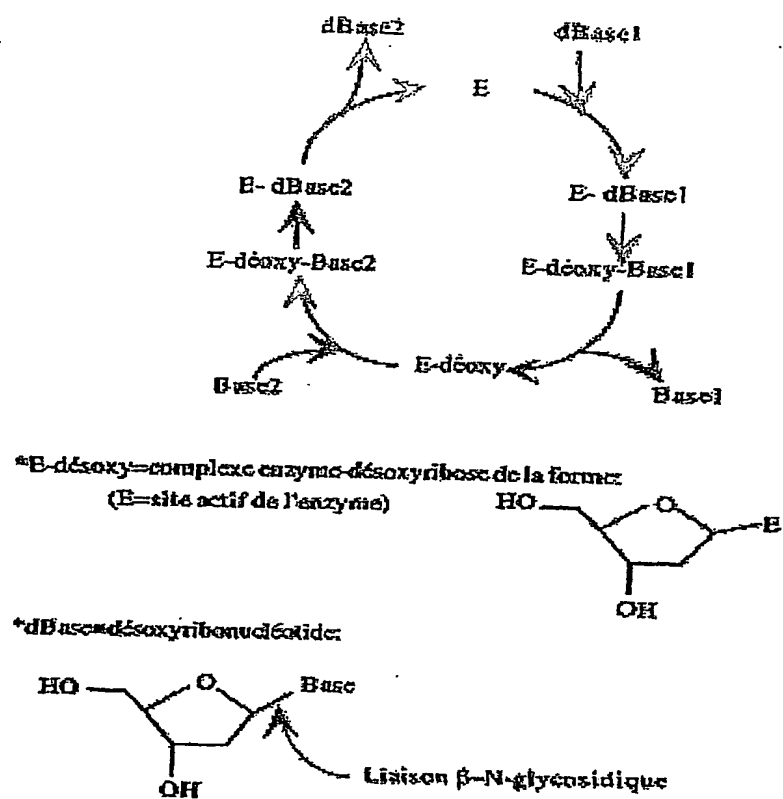 dBase2 dBase1
E
E- dBase2 E- dBase1
E-déoxy-Base2 E-déoxy-Base1
E-déoxy
Base2 Base1
*E-désoxy=complexe enzyme-désoxyribose de la forme:
(E=site actif de l'enzyme)
HO O E
OH
*dBase=désoxyribonucléotide:
HO O Base
OH
Liaison β-N-glycosidique